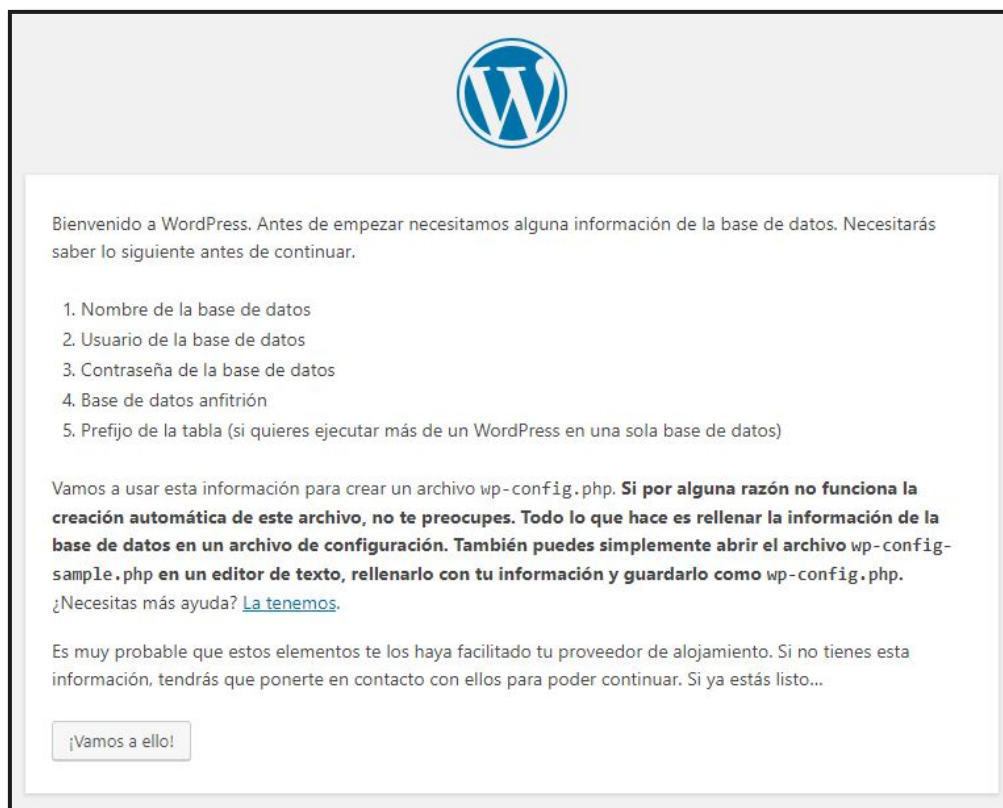 Bienvenido a WordPress. Antes de empezar necesitamos alguna información de la base de datos. Necesitarás
saber lo siguiente antes de continuar.
1. Nombre de la base de datos
2. Usuario de la base de datos
3. Contraseña de la base de datos
4. Base de datos anfitrión
5. Prefijo de la tabla (si quieres ejecutar más de un WordPress en una sola base de datos)
Vamos a usar esta información para crear un archivo wp-config.php. Si por alguna razón no funciona la
creación automática de este archivo, no te preocupes. Todo lo que hace es rellenar la información de la
base de datos en un archivo de configuración. También puedes simplemente abrir el archivo wp-config-
sample.php en un editor de texto, rellenarlo con tu información y guardarlo como wp-config.php.
¿Necesitas más ayuda? La tenemos.
Es muy probable que estos elementos te los haya facilitado tu proveedor de alojamiento. Si no tienes esta
información, tendrás que ponerte en contacto con ellos para poder continuar. Si ya estás listo...
¡Vamos a ello!